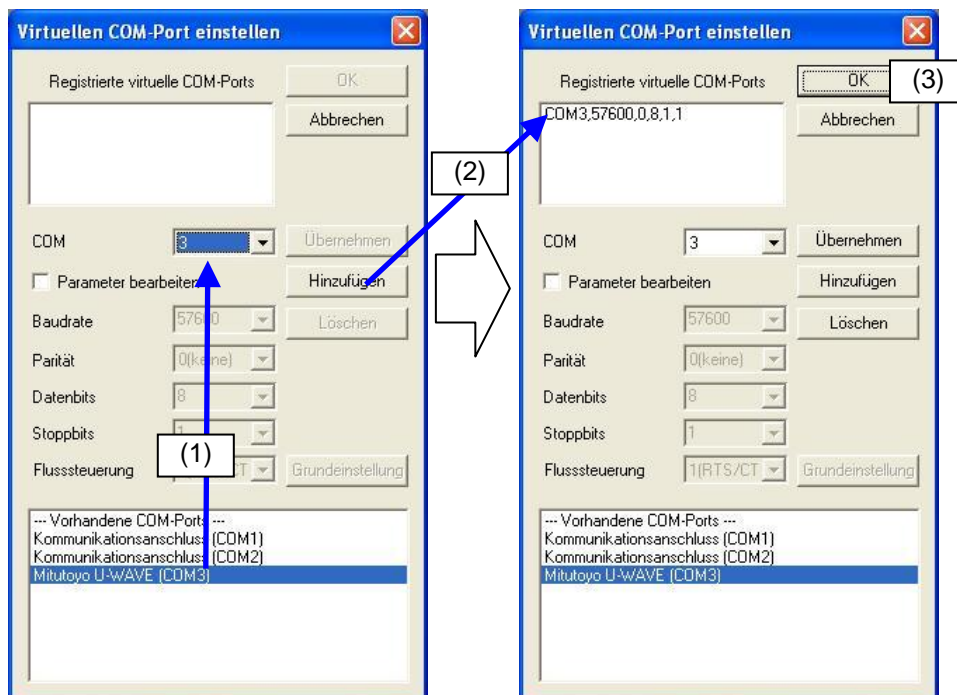 Virtuellen COM-Port einstellen
Registrierte virtuelle COM-Ports
OK
Abbrechen
COM
3
Übernehmen
Parameter bearbeiten
Hinzufügen
Baudrate
57600
Löschen
Parität
0(keine)
Datenbits
8
Stoppbits
1
(1)
Flusssteuerung
Grundeinstellung
--- Vorhandene COM-Ports ---
Kommunikationsanschluss (COM1)
Kommunikationsanschluss (COM2)
Mitutoyo U-WAVE (COM3)
(2)
Virtuellen COM-Port einstellen
Registrierte virtuelle COM-Ports
OK
(3)
COM3,57600,0,8,1,1
Abbrechen
COM
3
Übernehmen
Parameter bearbeiten
Hinzufügen
Baudrate
57600
Löschen
Parität
0(keine)
Datenbits
8
Stoppbits
1
Flusssteuerung
1(RTS/CT
Grundeinstellung
--- Vorhandene COM-Ports ---
Kommunikationsanschluss (COM1)
Kommunikationsanschluss (COM2)
Mitutoyo U-WAVE (COM3)